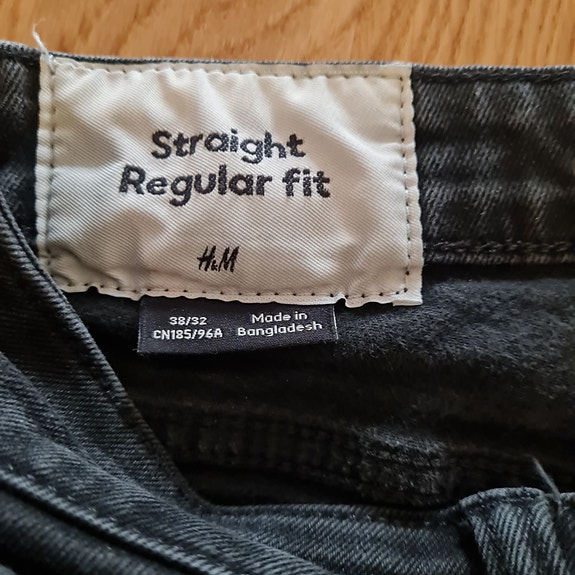 Straight
Regular fit
H&M
38/32
CN185/96A
Made in
Bangladesh